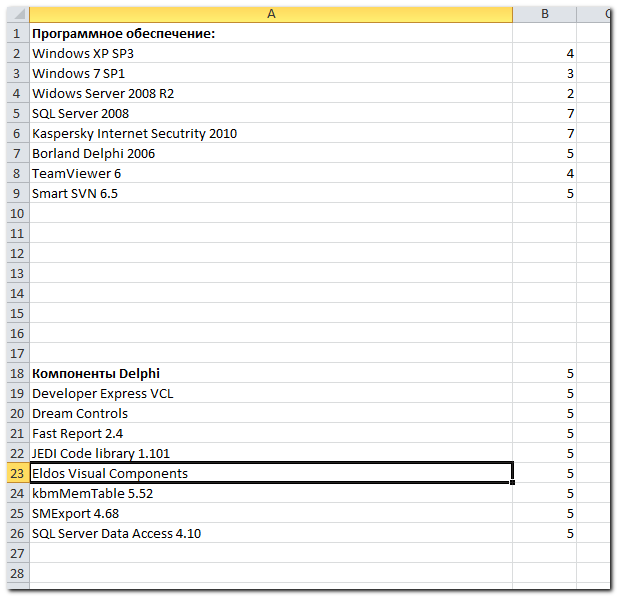 A B C
1 Программное обеспечение:
2 Windows XP SP3 4
3 Windows 7 SP1 3
4 Widows Server 2008 R2 2
5 SQL Server 2008 7
6 Kaspersky Internet Secutrity 2010 7
7 Borland Delphi 2006 5
8 TeamViewer 6 4
9 Smart SVN 6.5 5
10
11
12
13
14
15
16
17
18 Компоненты Delphi 5
19 Developer Express VCL 5
20 Dream Controls 5
21 Fast Report 2.4 5
22 JEDI Code library 1.101 5
23 Eldos Visual Components 5
24 kbmMemTable 5.52 5
25 SMExport 4.68 5
26 SQL Server Data Access 4.10 5
27
28